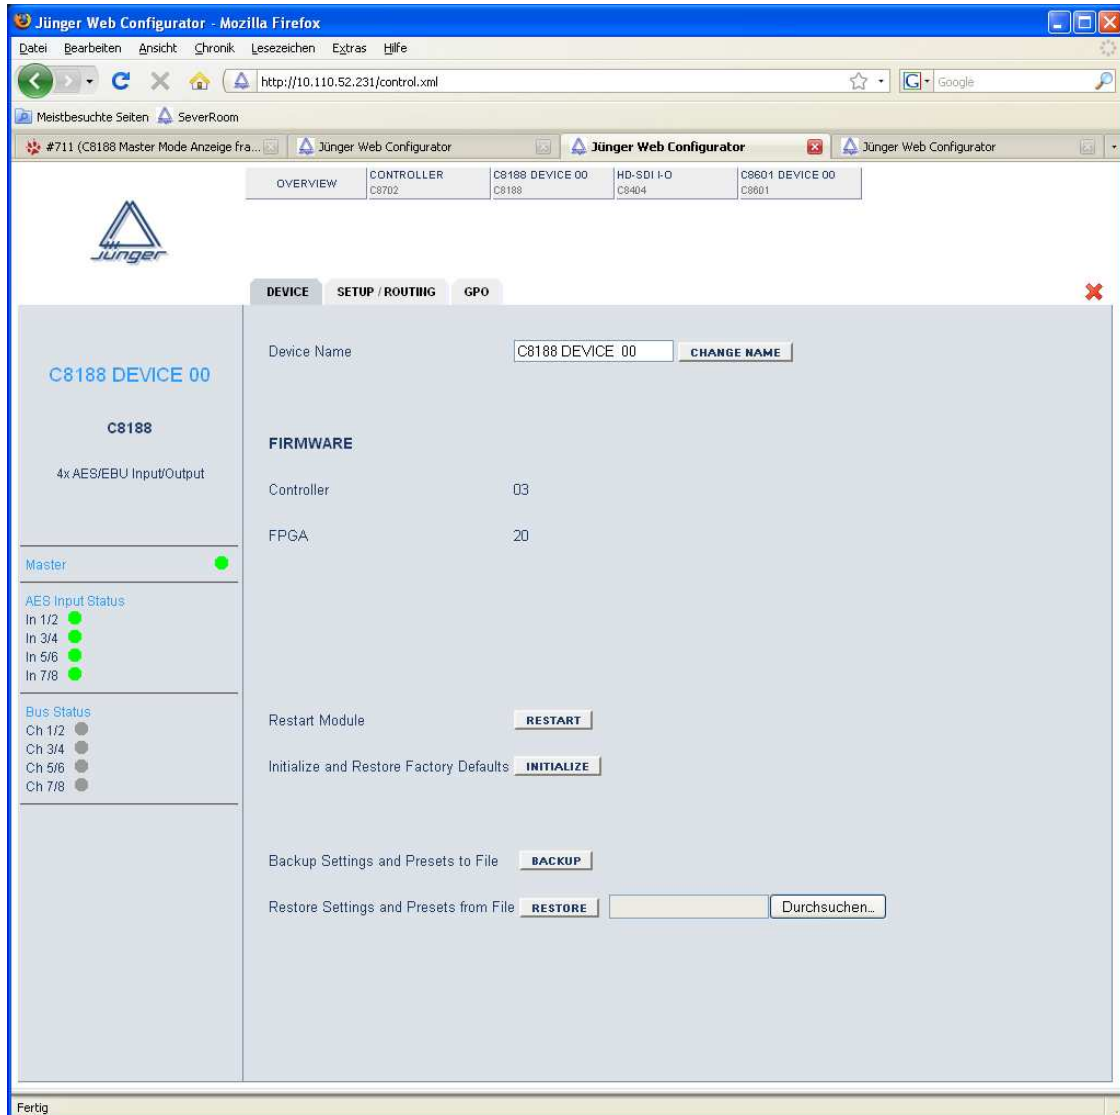 Jünger Web Configurator - Mozilla Firefox
Datei Bearbeiten Ansicht Chronik Lesezeichen Extras Hilfe
http://10.110.52.231/control.xml
G Google
Meistbesuchte Seiten SeverRoom
#711 (C8188 Master Mode Anzeige fra... Jünger Web Configurator Jünger Web Configurator Jünger Web Configurator
OVERVIEW CONTROLLER C8188 DEVICE 00 HD-SDI I-O C8601 DEVICE 00
C8702 C8188 C8404 C8601
Jünger
DEVICE SETUP / ROUTING GPO
Device Name C8188 DEVICE 00 CHANGE NAME
C8188 DEVICE 00
C8188
FIRMWARE
4x AES/EBU Input/Output
Controller 03
FPGA 20
Master
AES Input Status
In 1/2
In 3/4
In 5/6
In 7/8
Bus Status
Ch 1/2
Ch 3/4
Ch 5/6
Ch 7/8
Restart Module RESTART
Initialize and Restore Factory Defaults INITIALIZE
Backup Settings and Presets to File BACKUP
Restore Settings and Presets from File RESTORE Durchsuchen...
Fertig